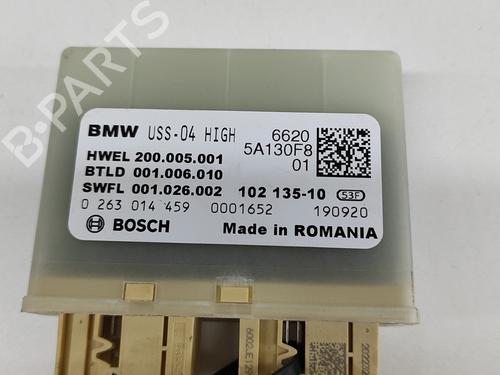 BMW USS-04 HIGH 6620
5A130F8
01
HWEL 200.005.001
BTLD 001.006.010
SWFL 001.026.002 102 135-10 53F
0 263 014 459 0001652 190920
BOSCH Made in ROMANIA